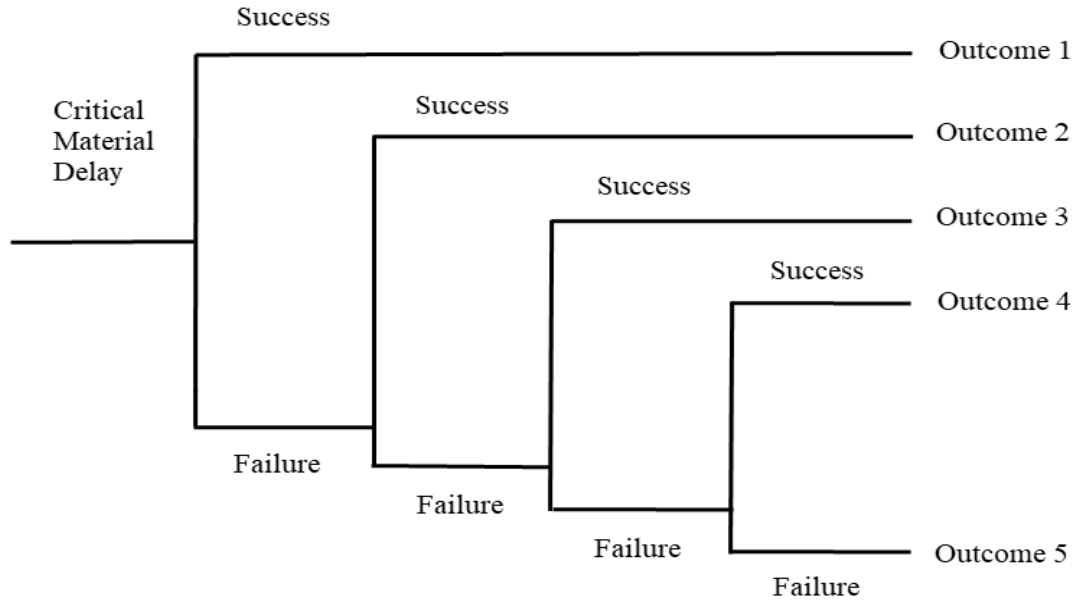 Success
Outcome 1
Critical
Material
Delay
Success
Outcome 2
Success
Outcome 3
Success
Outcome 4
Failure
Failure
Failure
Outcome 5
Failure